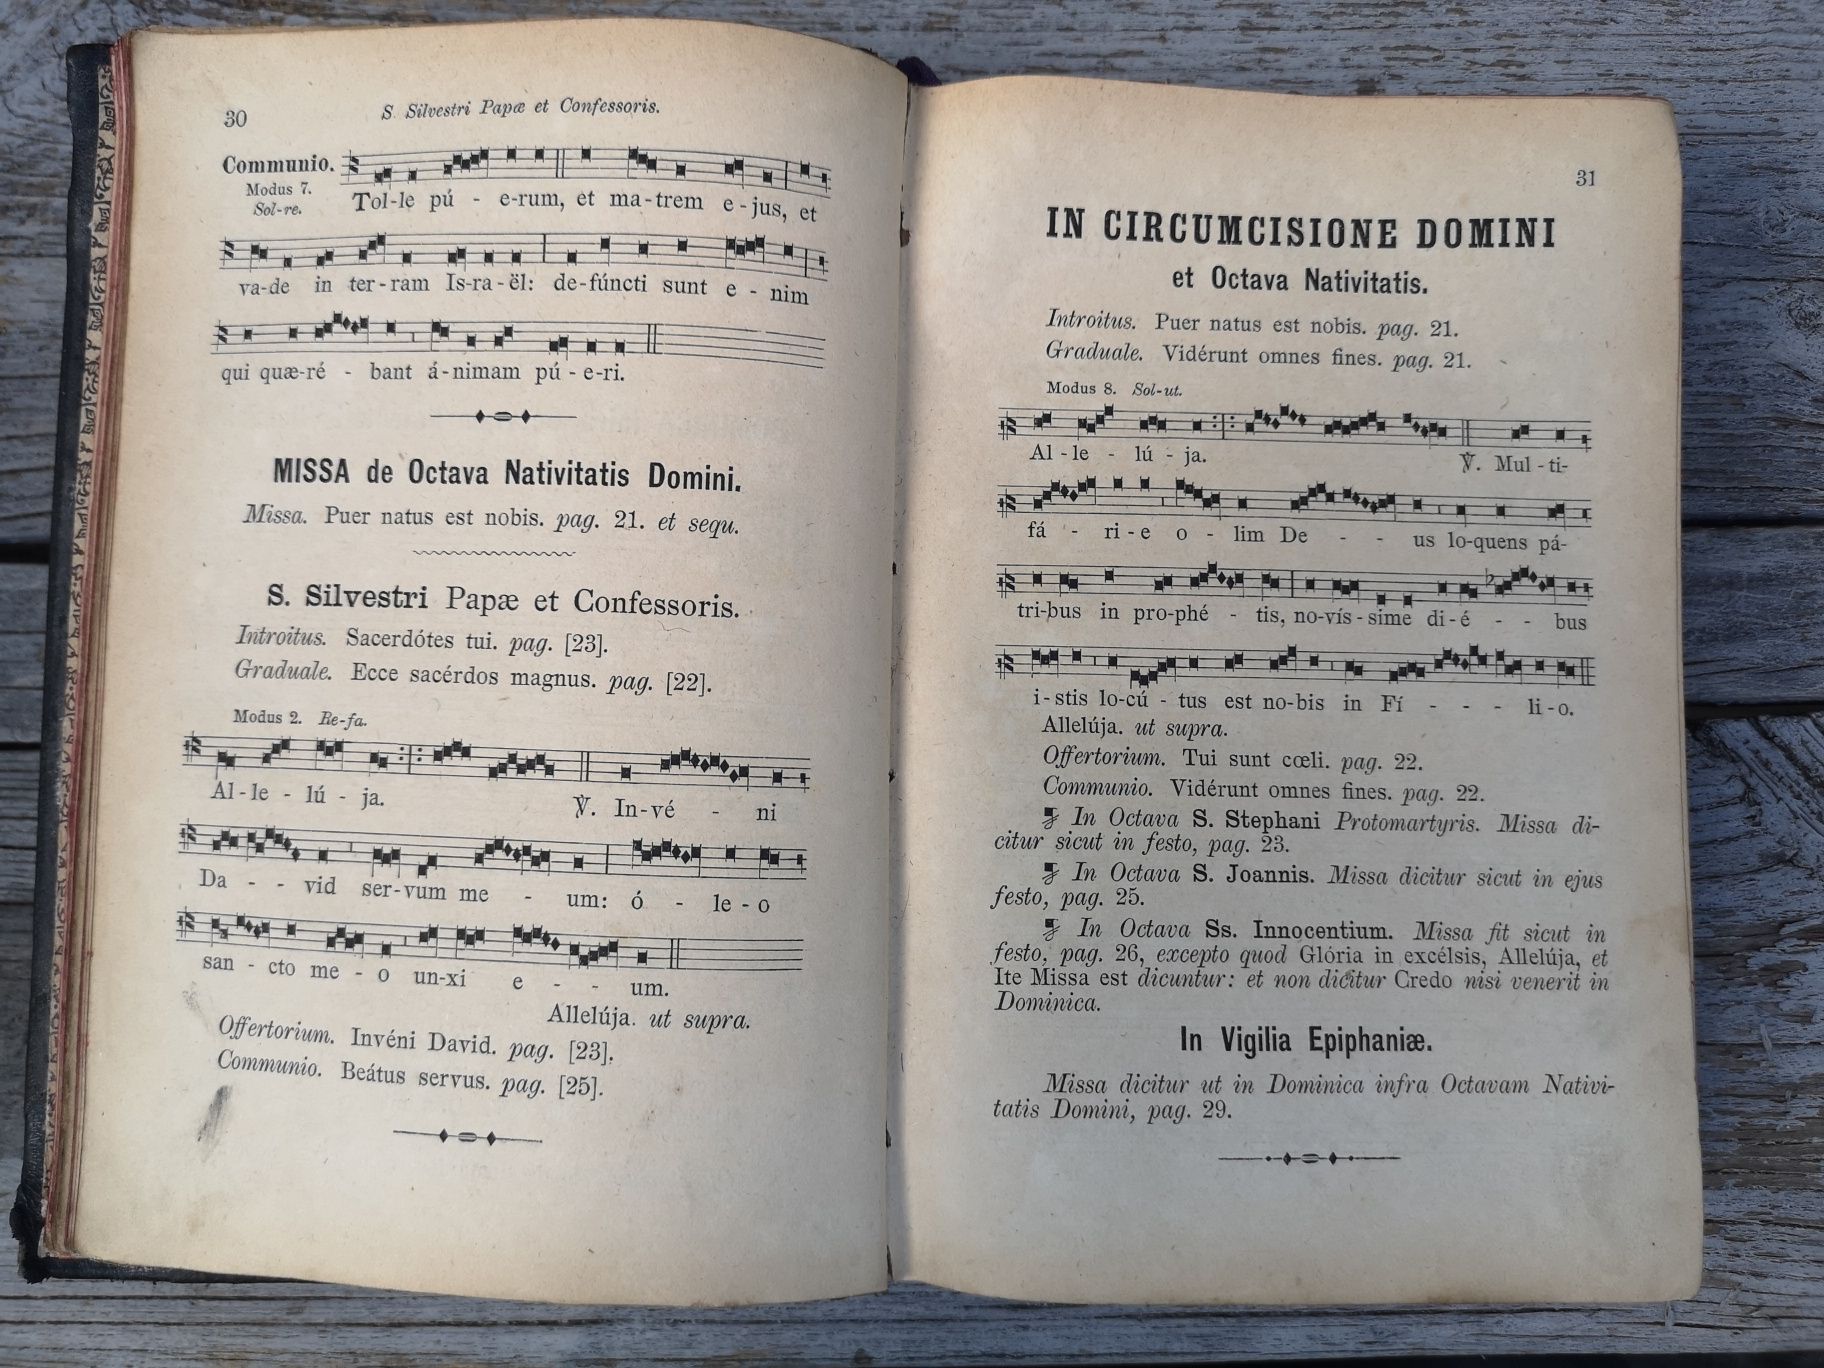 30
S. Silvestri Papæ et Confessoris.
Communio.
Modus 7.
Sol-re.
Tol-le pú - e-rum, et ma-trem e-jus, et
va-de in ter-ram Is-ra-ël: de-fúncti sunt e - nim
qui quæ-ré - bant á-nimam pú-e-ri.
MISSA de Octava Nativitatis Domini.
Missa. Puer natus est nobis. pag. 21. et sequ.
S. Silvestri Papæ et Confessoris.
Introitus. Sacerdótes tui. pag. [23].
Graduale. Ecce sacérdos magnus. pag. [22].
Modus 2. Re-fa.
Al-le - lú - ja. ℣. In-vé - ni
Da - - vid ser-vum me - um: ó - le-o
san - cto me - o un-xi e - - um.
Allelúja. ut supra.
Offertorium. Invéni David. pag. [23].
Communio. Beátus servus. pag. [25].
31
IN CIRCUMCISIONE DOMINI
et Octava Nativitatis.
Introitus. Puer natus est nobis. pag. 21.
Graduale. Vidérunt omnes fines. pag. 21.
Modus 8. Sol-ut.
Al-le - lú - ja. ℣. Mul-ti-
fá - ri-e o - lim De - - us lo-quens pá-
tri-bus in pro-phé - tis, no-vís-sime di-é - - bus
i-stis lo-cú - tus est no-bis in Fí - - - li-o.
Allelúja. ut supra.
Offertorium. Tui sunt cœli. pag. 22.
Communio. Vidérunt omnes fines. pag. 22.
In Octava S. Stephani Protomartyris. Missa di-
citur sicut in festo, pag. 23.
In Octava S. Joannis. Missa dicitur sicut in ejus
festo, pag. 25.
In Octava Ss. Innocentium. Missa fit sicut in
festo, pag. 26, excepto quod Glória in excélsis, Allelúja, et
Ite Missa est dicuntur: et non dicitur Credo nisi venerit in
Dominica.
In Vigilia Epiphaniæ.
Missa dicitur ut in Dominica infra Octavam Nativi-
tatis Domini, pag. 29.